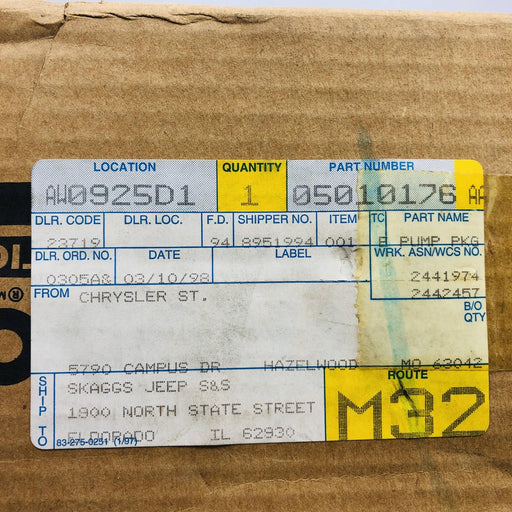 LOCATION QUANTITY PART NUMBER
AW0925D1 1 05010176 AA
DLR. CODE DLR. LOC. F.D. SHIPPER NO. ITEM TC PART NAME
23719 94 8951994 001 E PUMP PKG
DLR. ORD NO. DATE LABEL WRK. ASN/WCS NO.
0305A& 03/10/98 2441974
2442457
FROM CHRYSLER ST. B/O
QTY
5790 CAMPUS DR HAZELWOOD MO 63042
SHIP TO
SKAGGS JEEP S&S
1900 NORTH STATE STREET
ELDORADO IL 62930
83-275-0251 (1/97)
ROUTE
M32